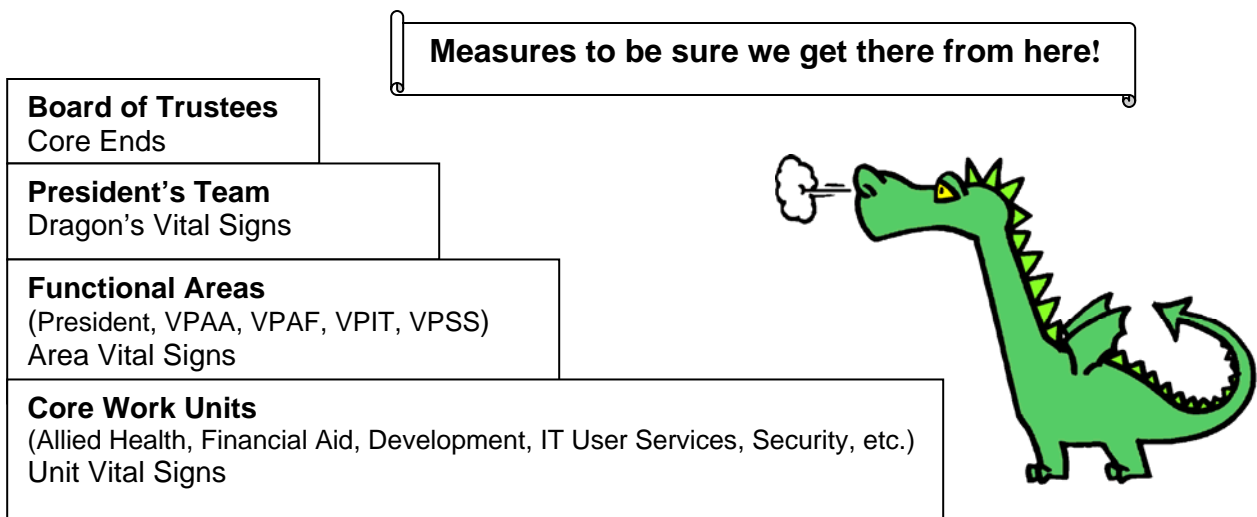 Measures to be sure we get there from here!
Board of Trustees
Core Ends
President’s Team
Dragon’s Vital Signs
Functional Areas
(President, VPAA, VPAF, VPIT, VPSS)
Area Vital Signs
Core Work Units
(Allied Health, Financial Aid, Development, IT User Services, Security, etc.)
Unit Vital Signs